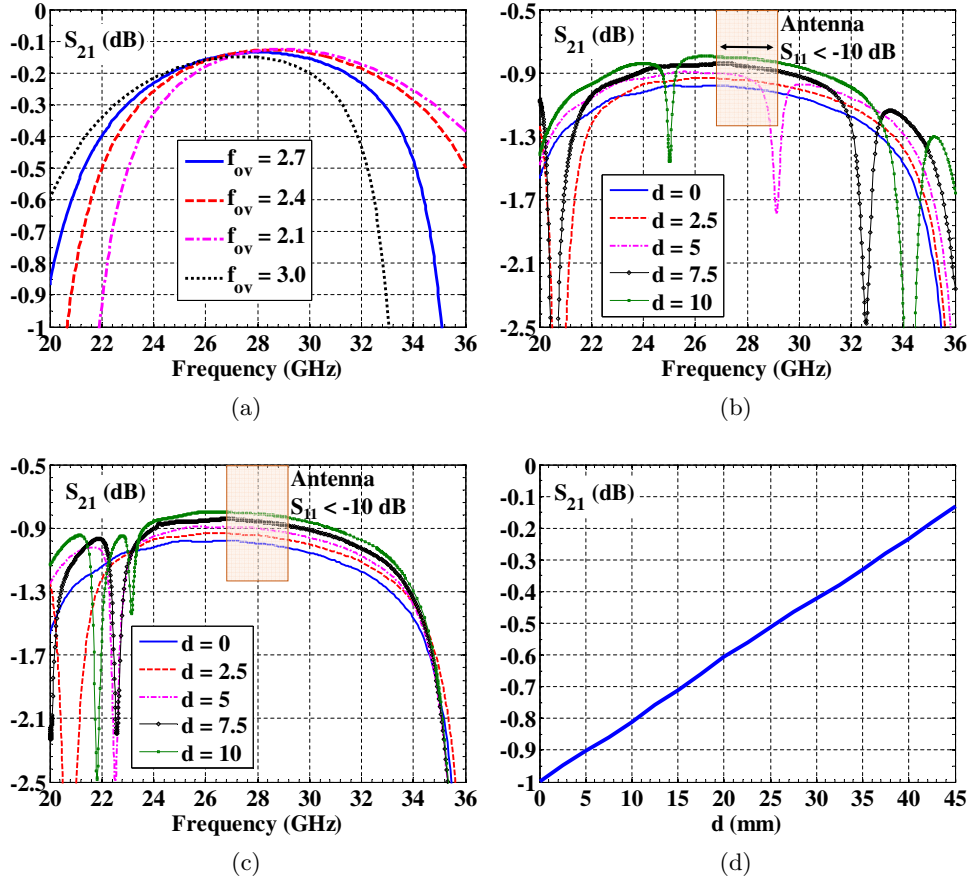 S21 (dB)
0
-0.1
-0.2
-0.3
-0.4
-0.5
-0.6
-0.7
-0.8
-0.9
-1
fov = 2.7
fov = 2.4
fov = 2.1
fov = 3.0
20 22 24 26 28 30 32 34 36
Frequency (GHz)
(a)
S21 (dB)
Antenna
S11 < -10 dB
-0.5
-0.9
-1.3
-1.7
-2.1
-2.5
d = 0
d = 2.5
d = 5
d = 7.5
d = 10
20 22 24 26 28 30 32 34 36
Frequency (GHz)
(b)
S21 (dB)
Antenna
S11 < -10 dB
-0.5
-0.9
-1.3
-1.7
-2.1
-2.5
d = 0
d = 2.5
d = 5
d = 7.5
d = 10
20 22 24 26 28 30 32 34 36
Frequency (GHz)
(c)
S21 (dB)
0
-0.1
-0.2
-0.3
-0.4
-0.5
-0.6
-0.7
-0.8
-0.9
-1
0 5 10 15 20 25 30 35 40 45
d (mm)
(d)